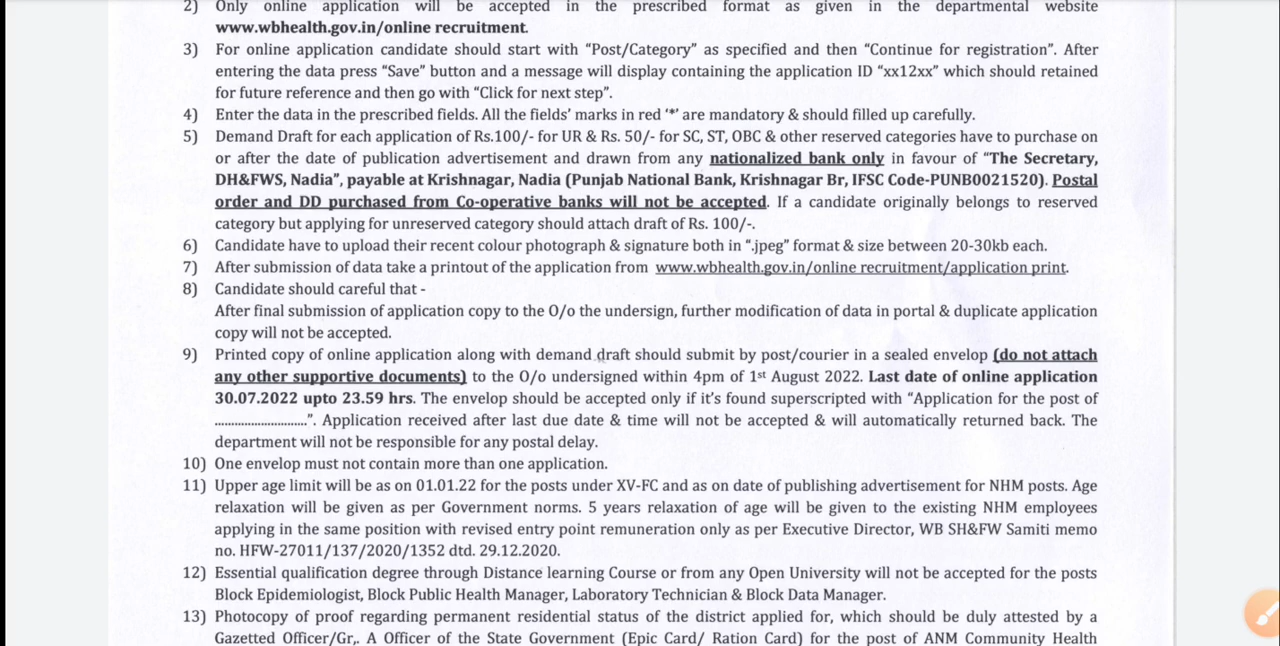 2) Only online application will be accepted in the prescribed format as given in the departmental website
www.wbhealth.gov.in/online recruitment.
3) For online application candidate should start with “Post/Category” as specified and then “Continue for registration”. After
entering the data press “Save” button and a message will display containing the application ID “xx12xx” which should retained
for future reference and then go with “Click for next step”.
4) Enter the data in the prescribed fields. All the fields’ marks in red ‘*’ are mandatory & should filled up carefully.
5) Demand Draft for each application of Rs.100/- for UR & Rs. 50/- for SC, ST, OBC & other reserved categories have to purchase on
or after the date of publication advertisement and drawn from any nationalized bank only in favour of “The Secretary,
DH&FWS, Nadia”, payable at Krishnagar, Nadia (Punjab National Bank, Krishnagar Br, IFSC Code-PUNB0021520). Postal
order and DD purchased from Co-operative banks will not be accepted. If a candidate originally belongs to reserved
category but applying for unreserved category should attach draft of Rs. 100/-.
6) Candidate have to upload their recent colour photograph & signature both in “.jpeg” format & size between 20-30kb each.
7) After submission of data take a printout of the application from www.wbhealth.gov.in/online recruitment/application print.
8) Candidate should careful that -
After final submission of application copy to the O/o the undersign, further modification of data in portal & duplicate application
copy will not be accepted.
9) Printed copy of online application along with demand draft should submit by post/courier in a sealed envelop (do not attach
any other supportive documents) to the O/o undersigned within 4pm of 1st August 2022. Last date of online application
30.07.2022 upto 23.59 hrs. The envelop should be accepted only if it’s found superscripted with “Application for the post of
............................”. Application received after last due date & time will not be accepted & will automatically returned back. The
department will not be responsible for any postal delay.
10) One envelop must not contain more than one application.
11) Upper age limit will be as on 01.01.22 for the posts under XV-FC and as on date of publishing advertisement for NHM posts. Age
relaxation will be given as per Government norms. 5 years relaxation of age will be given to the existing NHM employees
applying in the same position with revised entry point remuneration only as per Executive Director, WB SH&FW Samiti memo
no. HFW-27011/137/2020/1352 dtd. 29.12.2020.
12) Essential qualification degree through Distance learning Course or from any Open University will not be accepted for the posts
Block Epidemiologist, Block Public Health Manager, Laboratory Technician & Block Data Manager.
13) Photocopy of proof regarding permanent residential status of the district applied for, which should be duly attested by a
Gazetted Officer/Gr,. A Officer of the State Government (Epic Card/ Ration Card) for the post of ANM Community Health